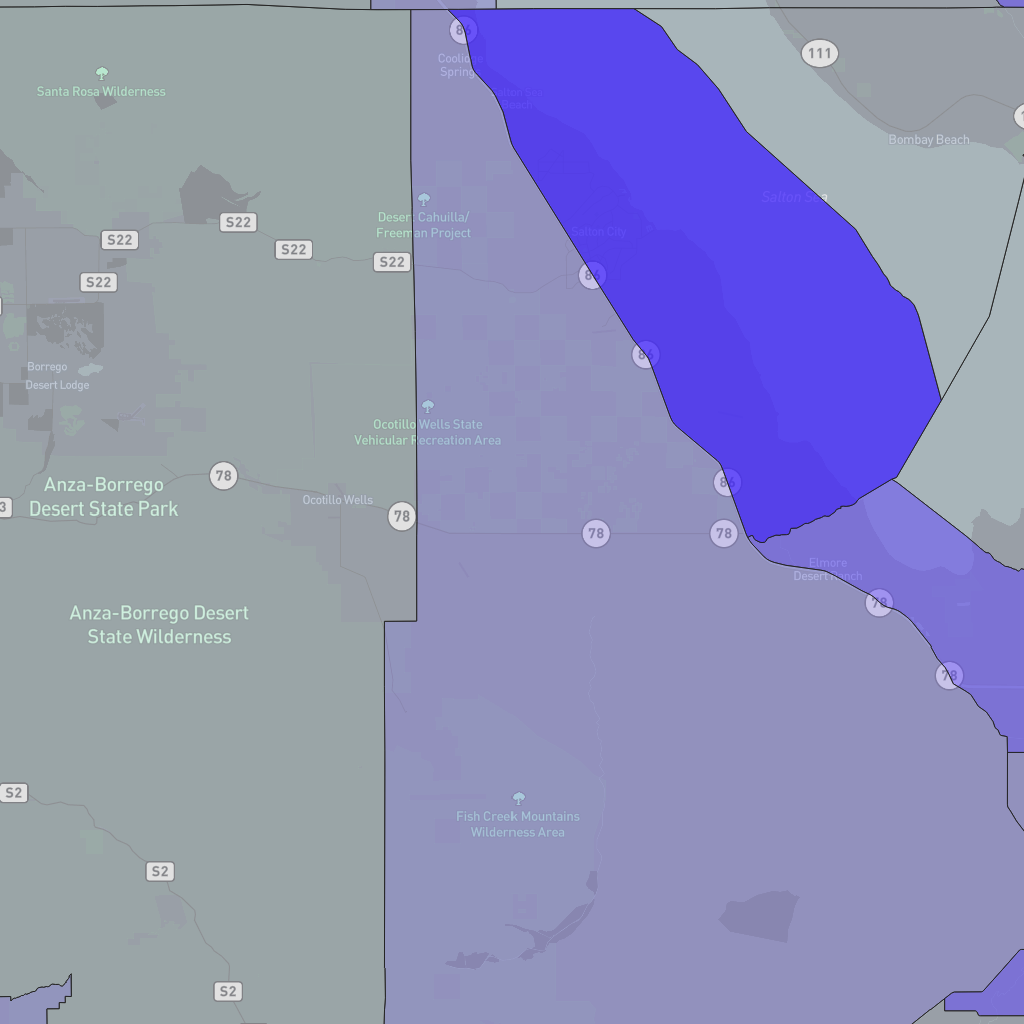 86
111
Coolidge
Springs
Salton Sea
Beach
Santa Rosa Wilderness
Bombay Beach
Salton Sea
Desert Cahuilla/
Freeman Project
S22
S22
S22
S22
S22
Salton City
86
86
Borrego
Desert Lodge
Ocotillo Wells State
Vehicular Recreation Area
78
86
Anza-Borrego
Desert State Park
Ocotillo Wells
3
78
78
78
Elmore
Desert Ranch
78
Anza-Borrego Desert
State Wilderness
78
S2
Fish Creek Mountains
Wilderness Area
S2
S2